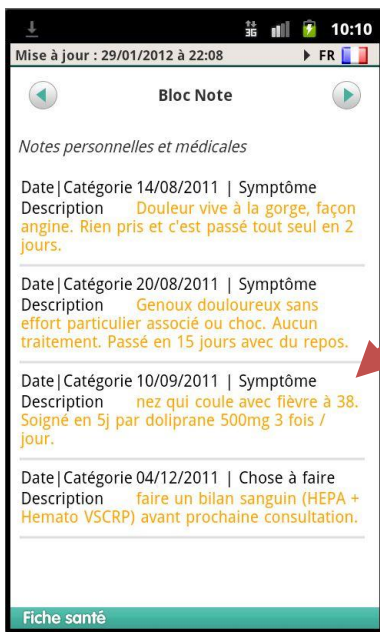 3G 10:10
Mise à jour : 29/01/2012 à 22:08 FR
Bloc Note
Notes personnelles et médicales
Date|Catégorie 14/08/2011 | Symptôme
Description Douleur vive à la gorge, façon
angine. Rien pris et c'est passé tout seul en 2
jours.
Date|Catégorie 20/08/2011 | Symptôme
Description Genoux douloureux sans
effort particulier associé ou choc. Aucun
traitement. Passé en 15 jours avec du repos.
Date|Catégorie 10/09/2011 | Symptôme
Description nez qui coule avec fièvre à 38.
Soigné en 5j par doliprane 500mg 3 fois /
jour.
Date|Catégorie 04/12/2011 | Chose à faire
Description faire un bilan sanguin (HEPA +
Hemato VSCRP) avant prochaine consultation.
Fiche santé